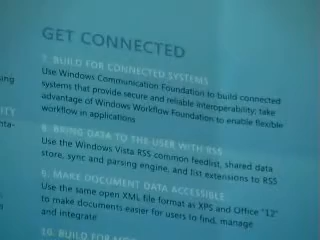 GET CONNECTED
7. BUILD FOR CONNECTED SYSTEMS
Use Windows Communication Foundation to build connected
systems that provide secure and reliable interoperability; take
advantage of Windows Workflow Foundation to enable flexible
workflow in applications
8. BRING DATA TO THE USER WITH RSS
Use the Windows Vista RSS common feedlist, shared data
store, sync and parsing engine, and list extensions to RSS
9. MAKE DOCUMENT DATA ACCESSIBLE
Use the same open XML file format as XPS and Office "12"
to make documents easier for users to find, manage
and integrate
10. BUILD FOR